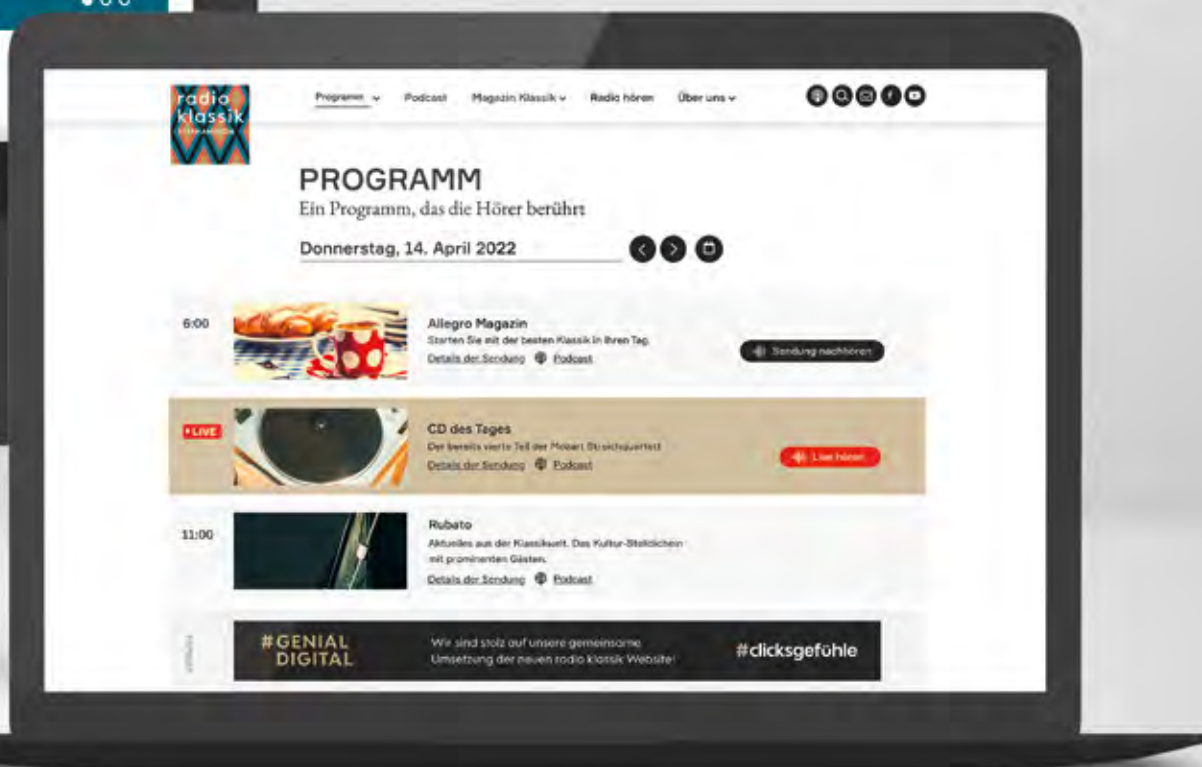 radio
klassik
STEPHANSDOM
Programm
Podcast
Magazin Klassik
Radio hören
Über uns
PROGRAMM
Ein Programm, das die Hörer berührt
Donnerstag, 14. April 2022
6:00
Allegro Magazin
Starten Sie mit der besten Klassik in Ihren Tag.
Details der Sendung Podcast
Sendung nachhören
LIVE
CD des Tages
Der bereits vierte Teil der Mozart Streichquartett
Details der Sendung Podcast
Live hören
11:00
Rubato
Aktuelles aus der Klassikwelt. Das Kultur-Stelldichein
mit prominenten Gästen.
Details der Sendung Podcast
#GENIAL
DIGITAL
Wir sind stolz auf unsere gemeinsame
Umsetzung der neuen radio klassik Website!
#clicksgefühle